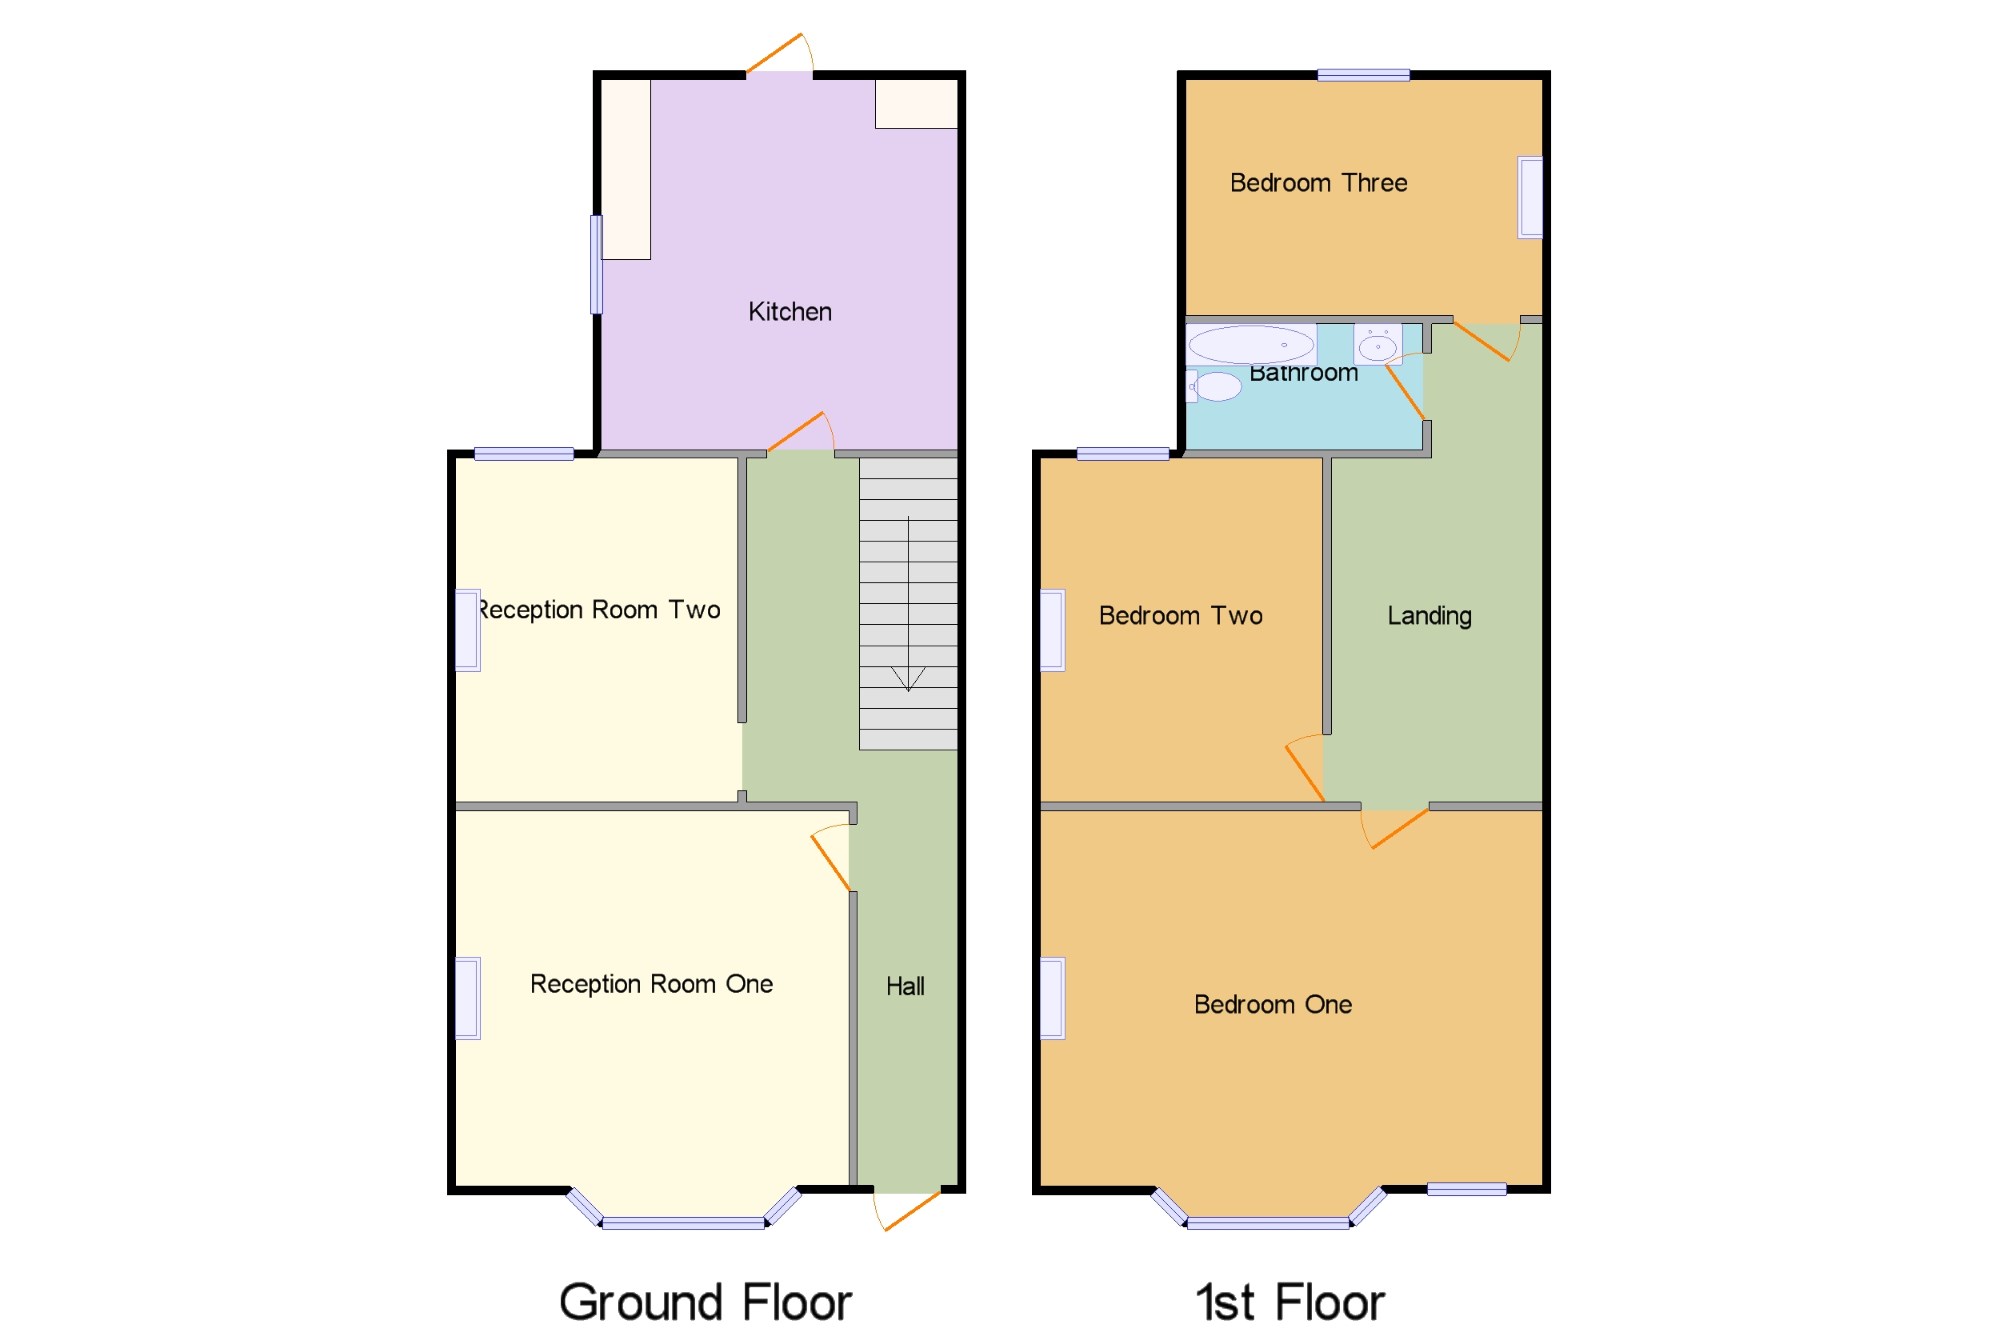 Kitchen
Reception Room Two
Reception Room One
Hall
Ground Floor
Bedroom Three
Bathroom
Bedroom Two
Landing
Bedroom One
1st Floor